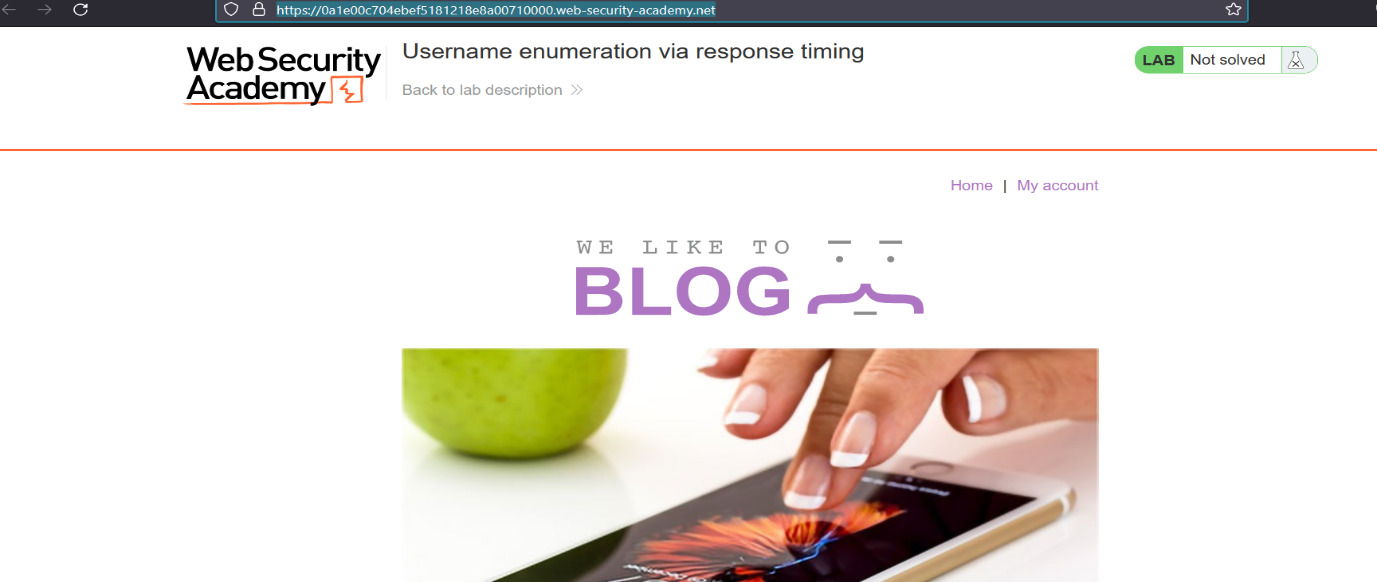 https://0a1e00c704ebef5181218e8a00710000.web-security-academy.net
Web Security
Academy
Username enumeration via response timing
Back to lab description
LAB Not solved
Home | My account
WE LIKE TO
BLOG